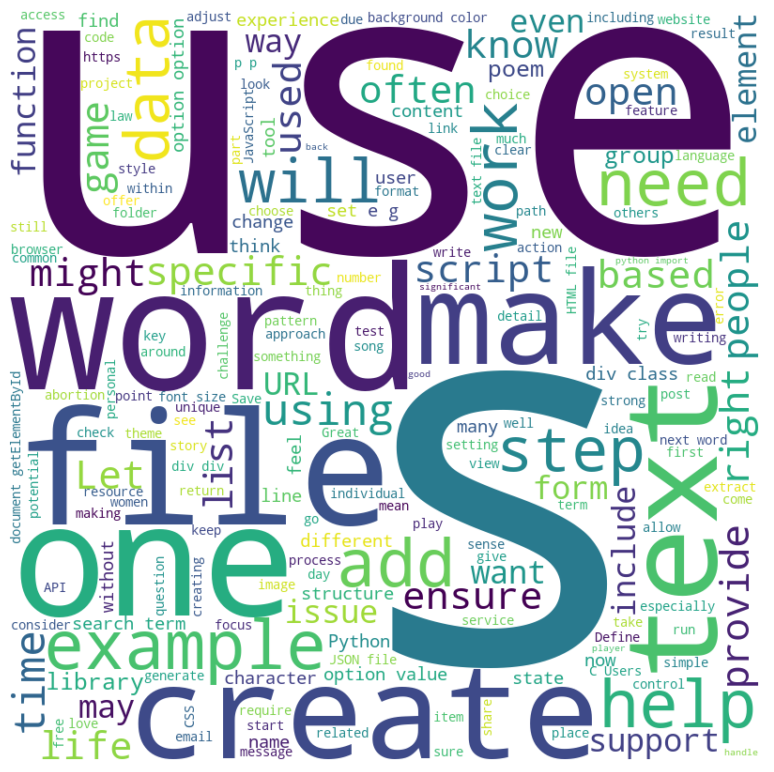 use
word
S
file
one
create
make
text
data
work
will
need
help
example
add
step
using
time
life
right
people
script
specific
might
based
know
often
way
used
function
game
open
even
poem
element
content
link
group
language
tool
user
format
set
e g
choose
change
think
new
action
path
others
text file
JavaScript
part
back
experience
due
background color
including
website
result
access
find
code
https
project
law
adjust
p p
look
found
system
feature
choice
much
clear
option option
style
within
offer
folder
still
browser
common
write
python import
HTML file
error
try
number
significant
information
thing
detail
writing
key
around
pattern
approach
something
test
song
challenge
good
URL
div class
read
strong
post
abortion
personal
point
font size
Save
unique
check
theme
see
story
div div
return
resource
women
making
potential
document getElementById
Let
list
feel
Great
line
many
well
setting
view
idea
next word
first
extract
come
form
individual
mean
play
term
go
keep
without
API
process
day
different
sense
give
want
include
allow
provide
ensure
issue
structure
image
question
creating
consider
search term
focus
Python
service
especially
take
Define
run
player
simple
now
C Users
control
library
generate
character
JSON file
option value
state
may
name
css
email
free
love
require
start
message
related
sure
item
share
place
support
handle